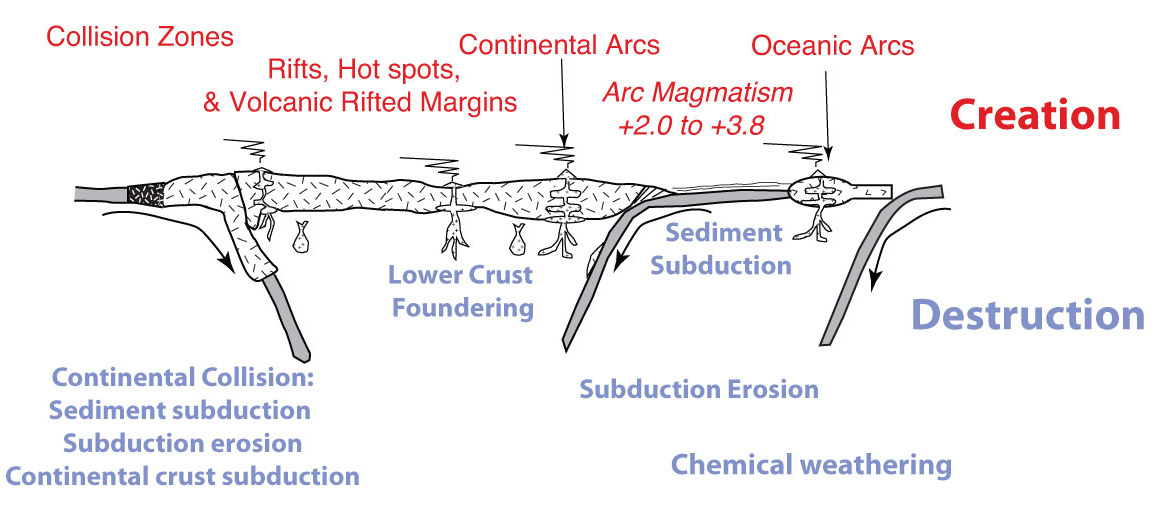 Collision Zones
Rifts, Hot spots,
& Volcanic Rifted Margins
Continental Arcs
Arc Magmatism
+2.0 to +3.8
Oceanic Arcs
Creation
Lower Crust
Foundering
Sediment
Subduction
Destruction
Continental Collision:
Sediment subduction
Subduction erosion
Continental crust subduction
Subduction Erosion
Chemical weathering